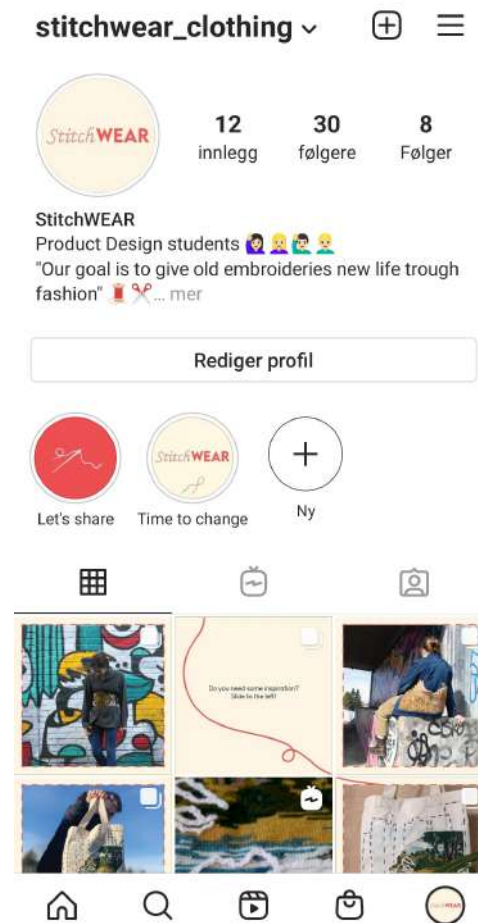 stitchwear_clothing
StitchWEAR
12 30 8
innlegg følgere Følger
StitchWEAR
Product Design students
"Our goal is to give old embroideries new life trough
fashion" ... mer
Rediger profil
StitchWEAR
Let's share Time to change Ny
Do you need some inspiration?
Slide to the left!
StitchWEAR